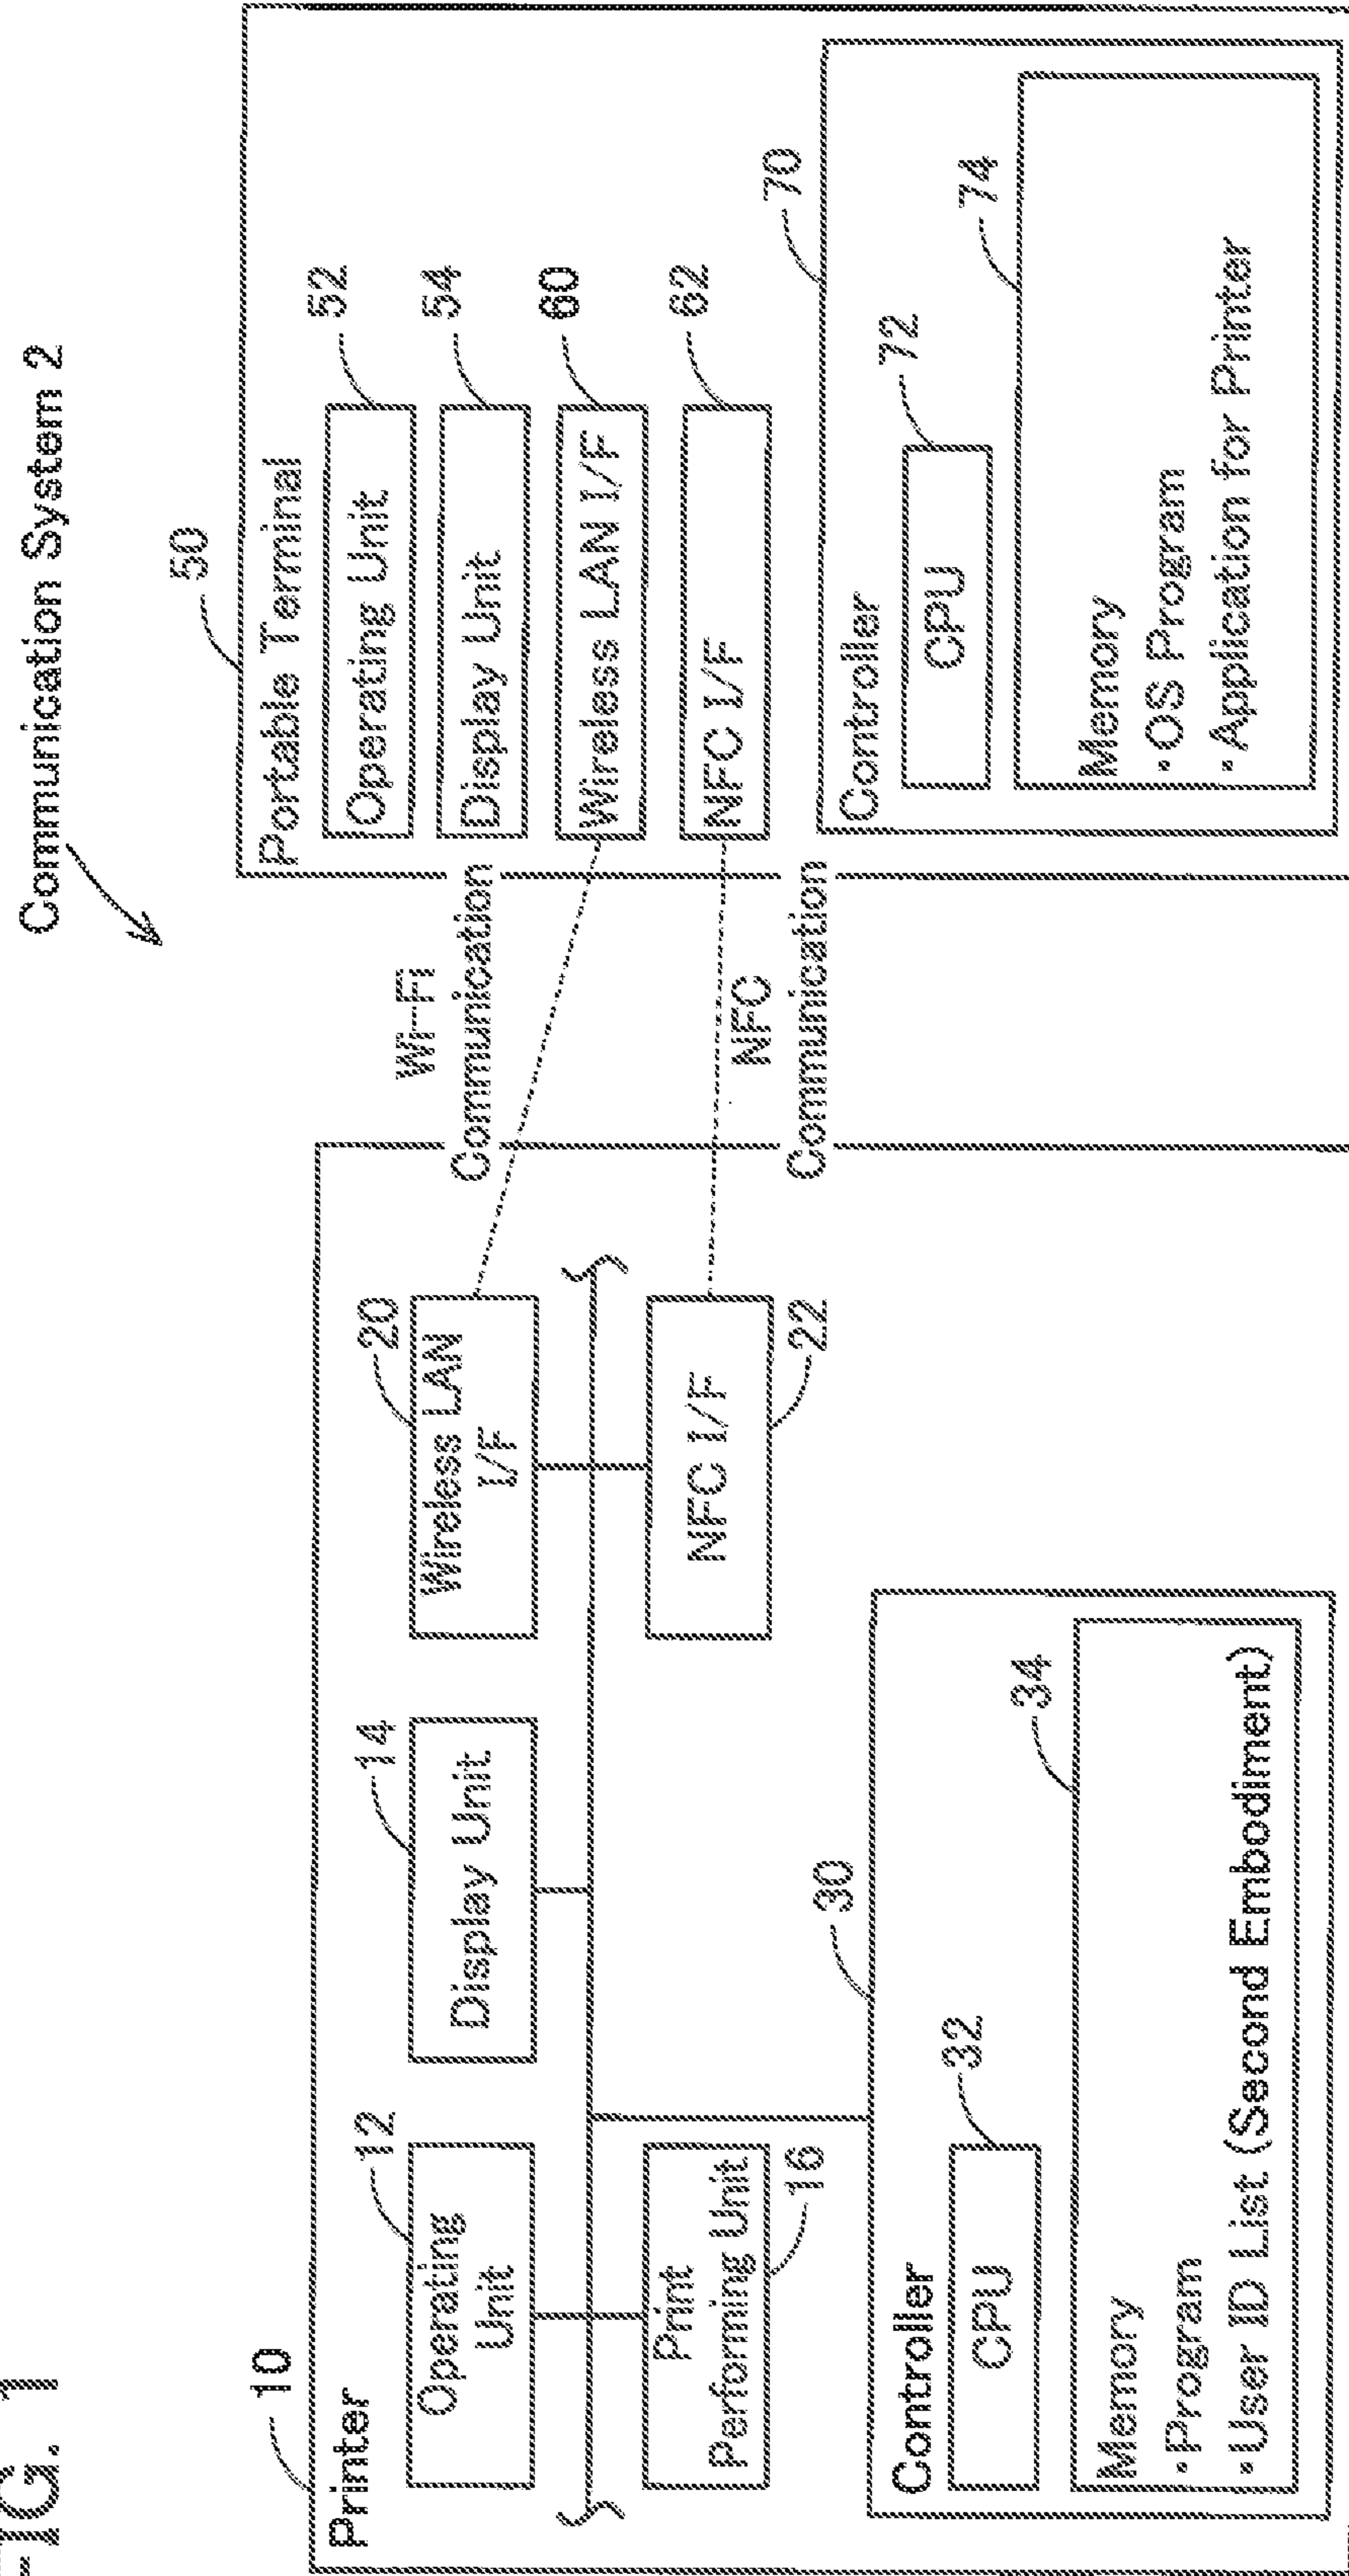 FIG. 1
Communication System 2
10
Printer
12
Operating
Unit
14
Display Unit
20
Wireless LAN
I/F
Print
Performing Unit
16
NFC I/F
22
30
Controller
32
CPU
34
Memory
・Program
・User ID List (Second Embodiment)
Wi-Fi
Communication
NFC
Communication
50
Portable Terminal
52
Operating Unit
54
Display Unit
60
Wireless LAN I/F
62
NFC I/F
70
Controller
72
CPU
74
Memory
・OS Program
・Application for Printer